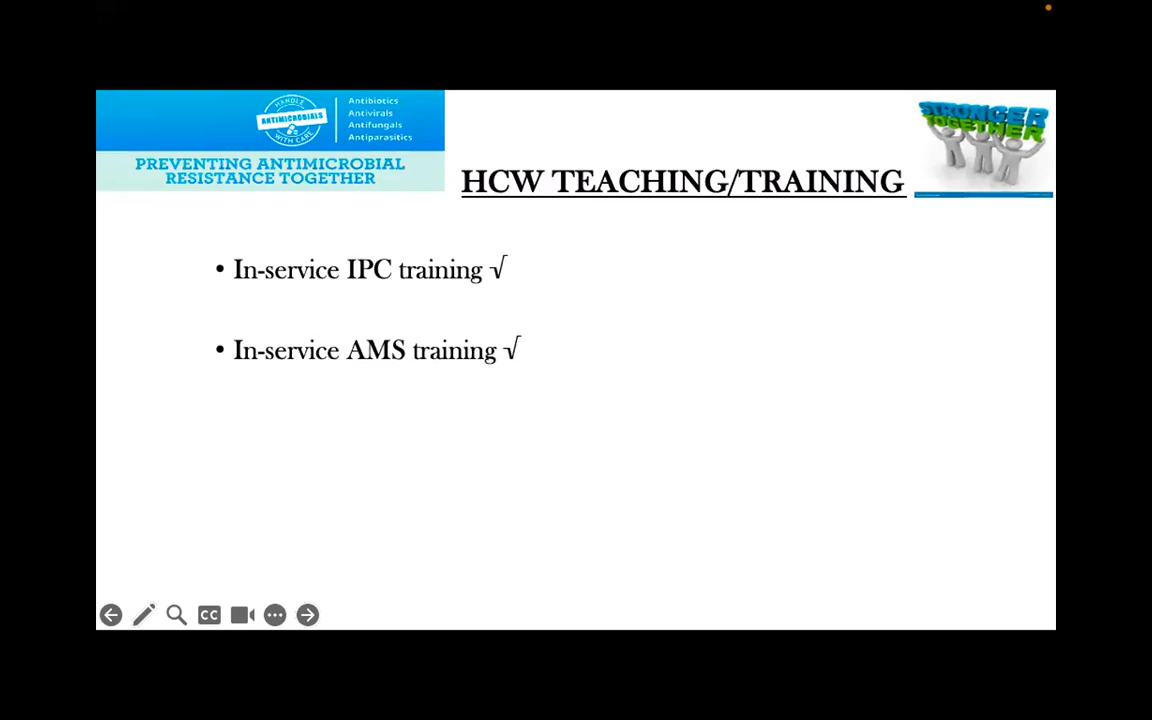 HANDLE
ANTIMICROBIALS
WITH CARE
Antibiotics
Antivirals
Antifungals
Antiparasitics
PREVENTING ANTIMICROBIAL
RESISTANCE TOGETHER
HCW TEACHING/TRAINING
STRONGER
TOGETHER
• In-service IPC training √
• In-service AMS training √
CC